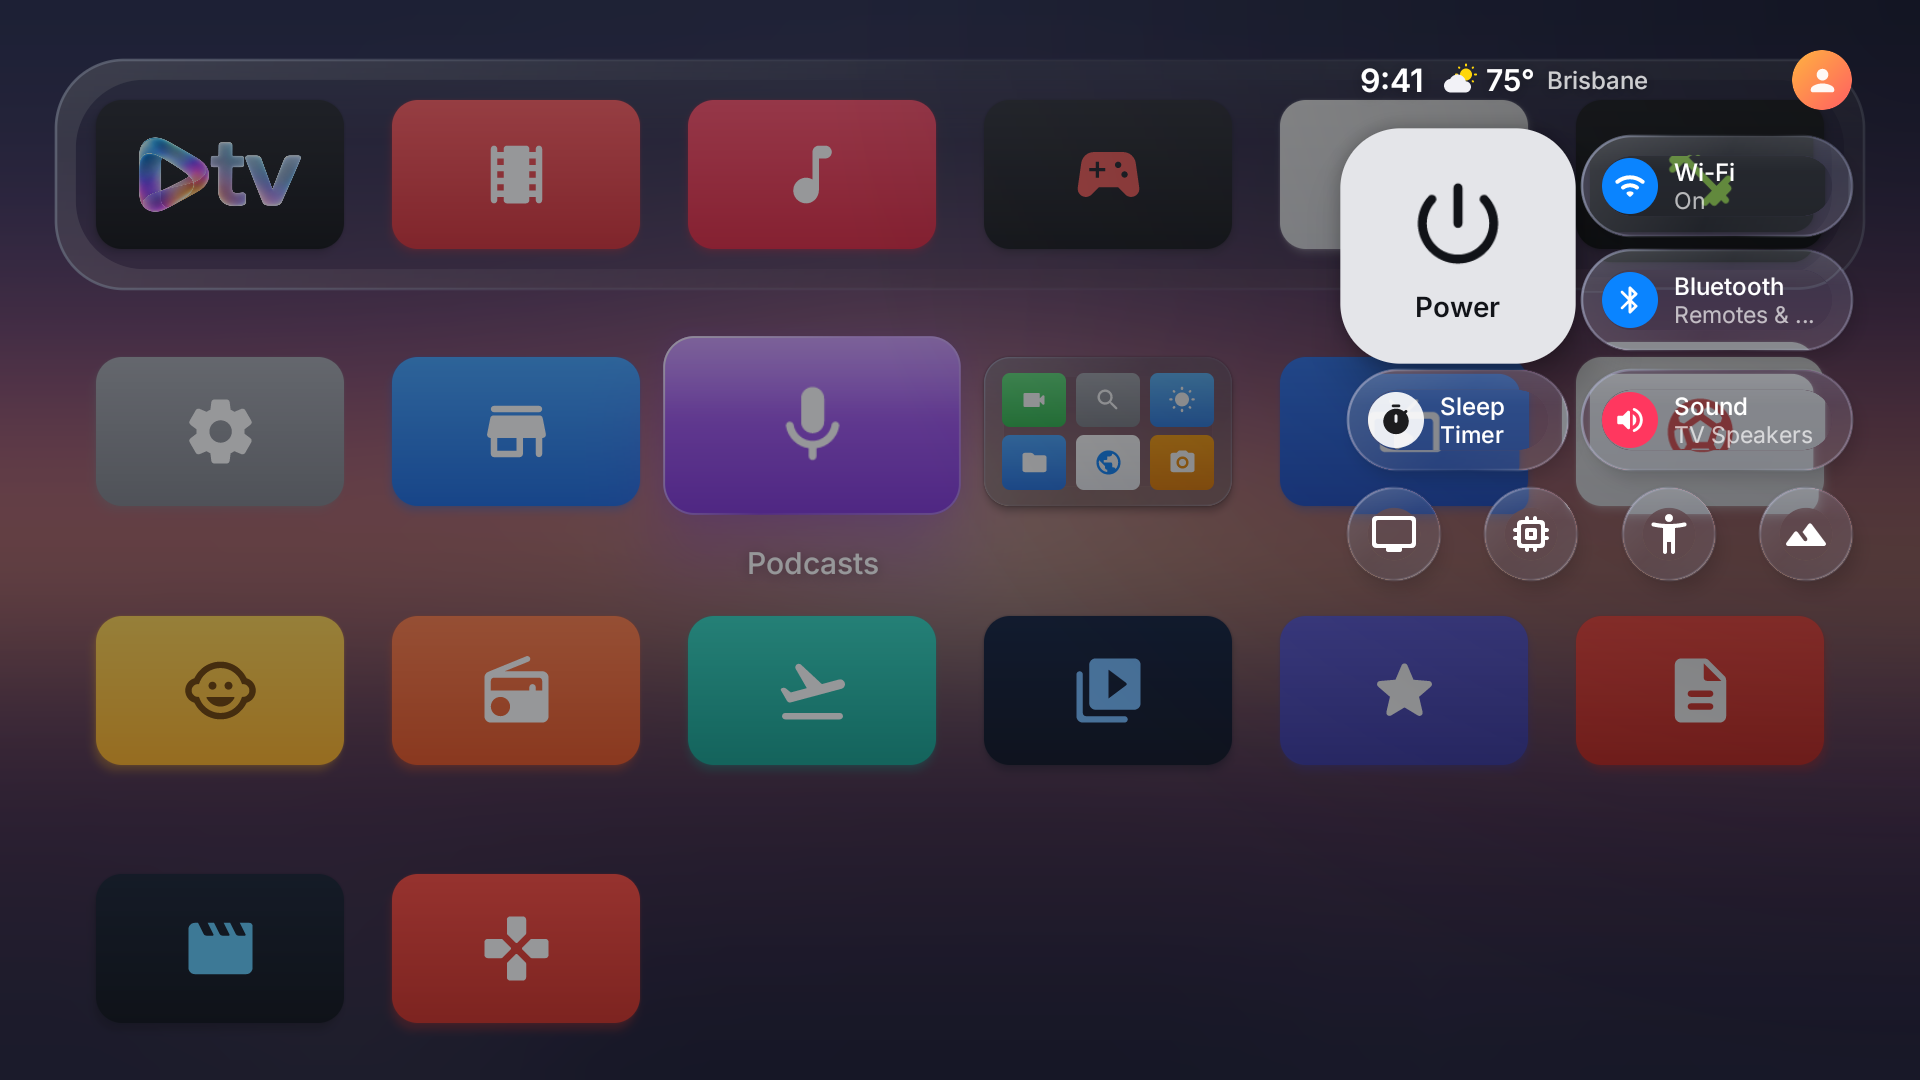 9:41 75° Brisbane
tv
Power
Wi-Fi
On
Bluetooth
Remotes & ...
Sleep
Timer
Sound
TV Speakers
Podcasts